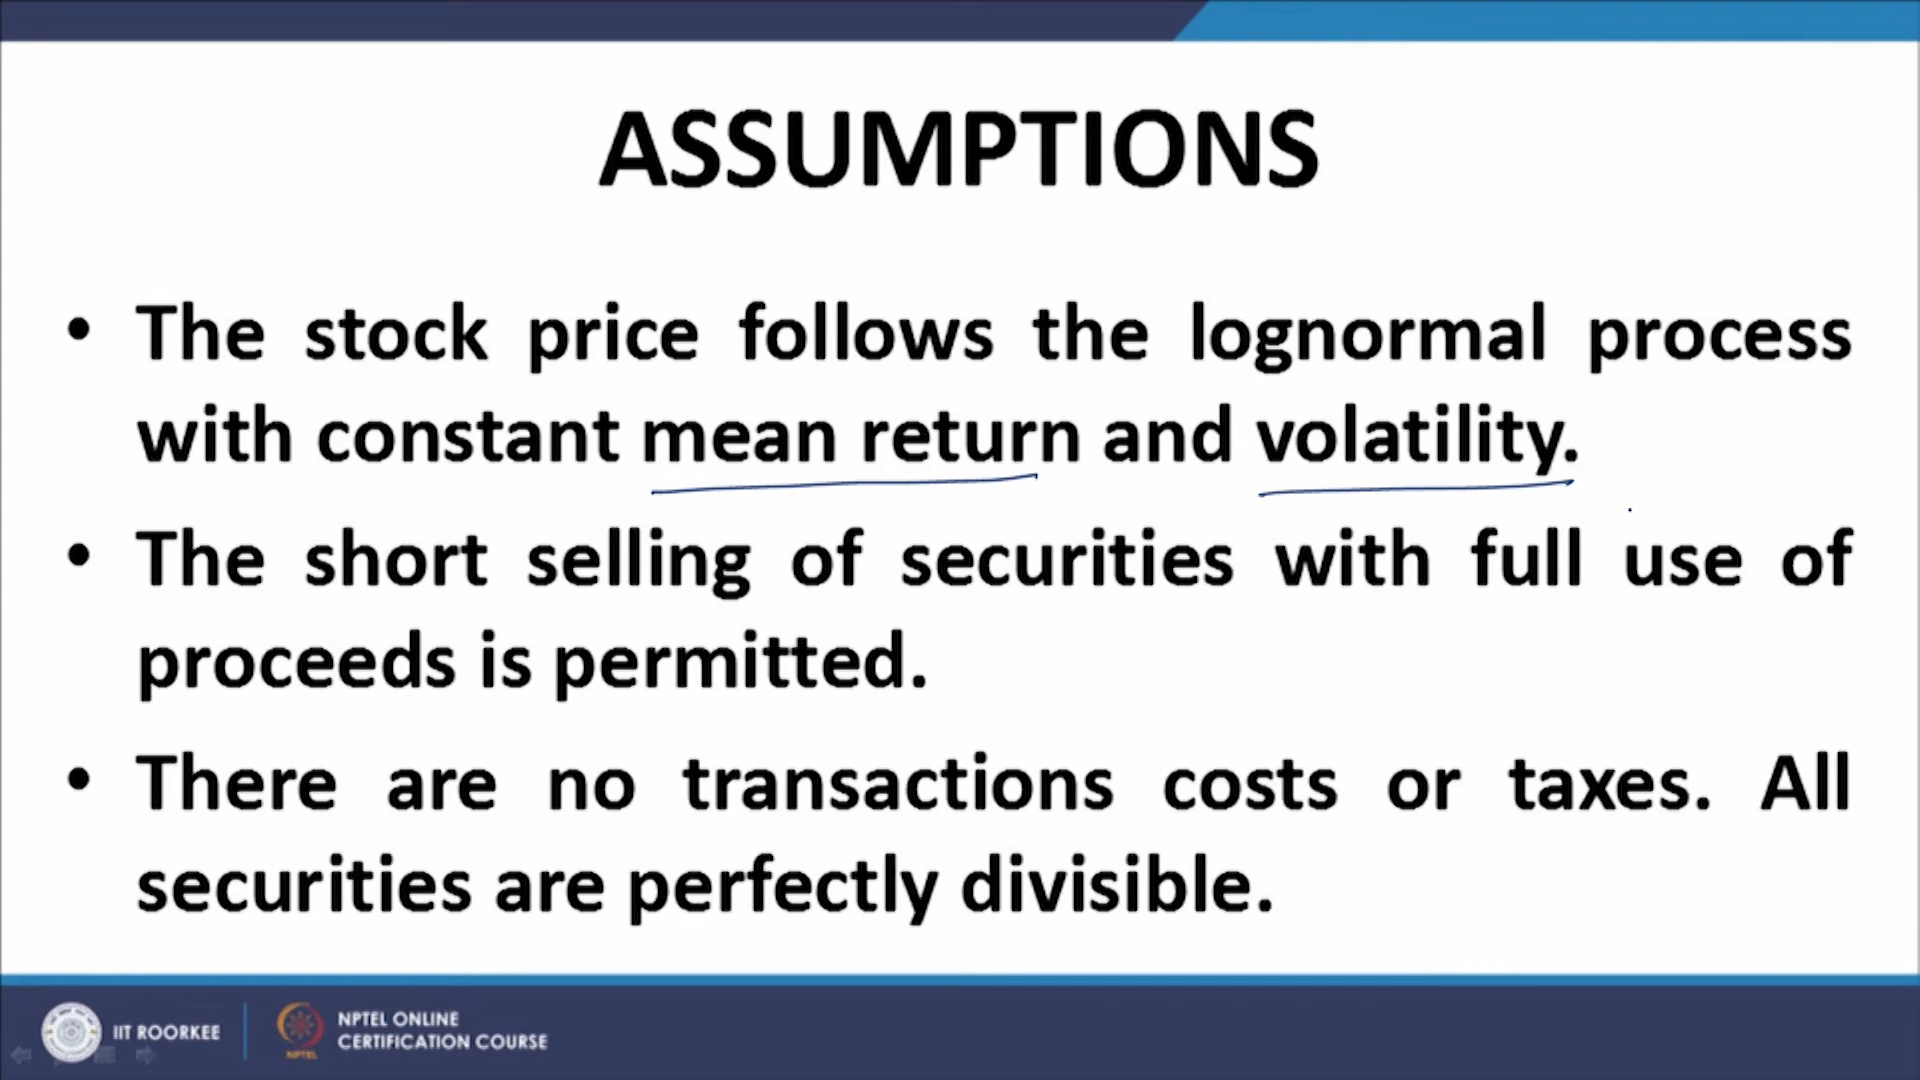 ASSUMPTIONS
• The stock price follows the lognormal process
with constant mean return and volatility.
• The short selling of securities with full use of
proceeds is permitted.
• There are no transactions costs or taxes. All
securities are perfectly divisible.
IIT ROORKEE
NPTEL
NPTEL ONLINE
CERTIFICATION COURSE